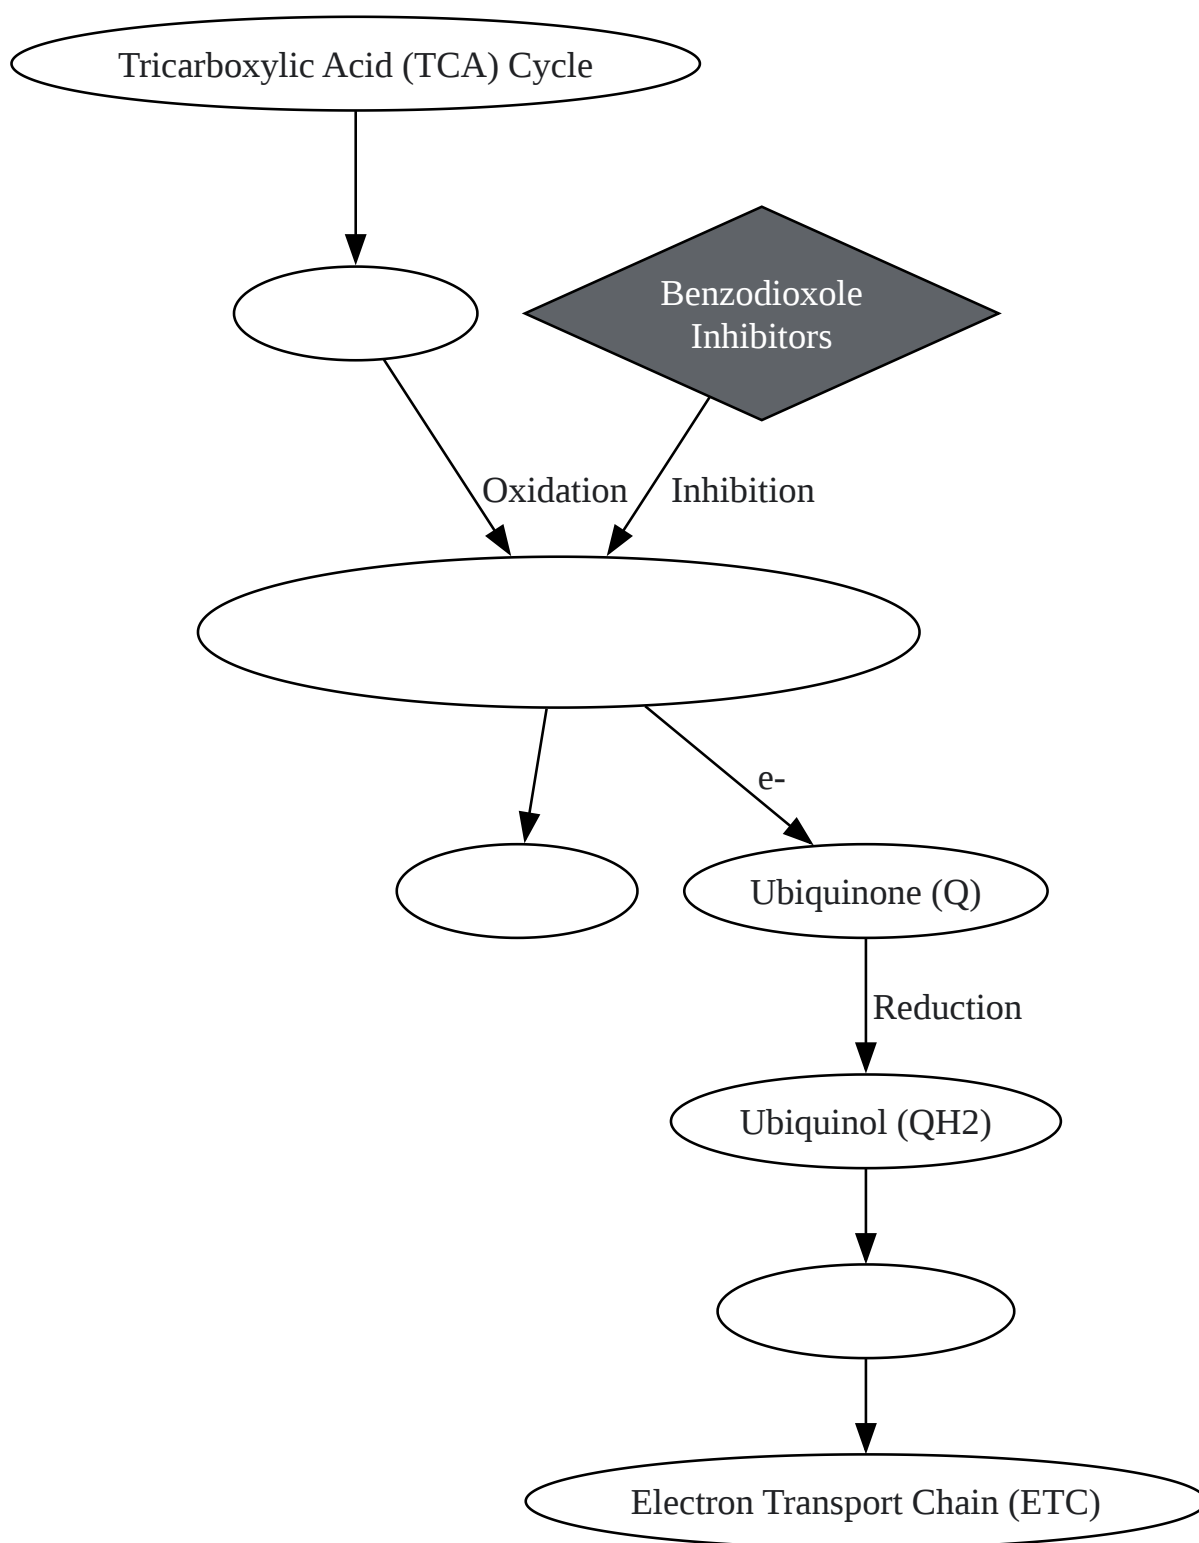 Tricarboxylic Acid (TCA) Cycle
Benzodioxole
Inhibitors
Oxidation
Inhibition
e-
Ubiquinone (Q)
Reduction
Ubiquinol (QH2)
Electron Transport Chain (ETC)